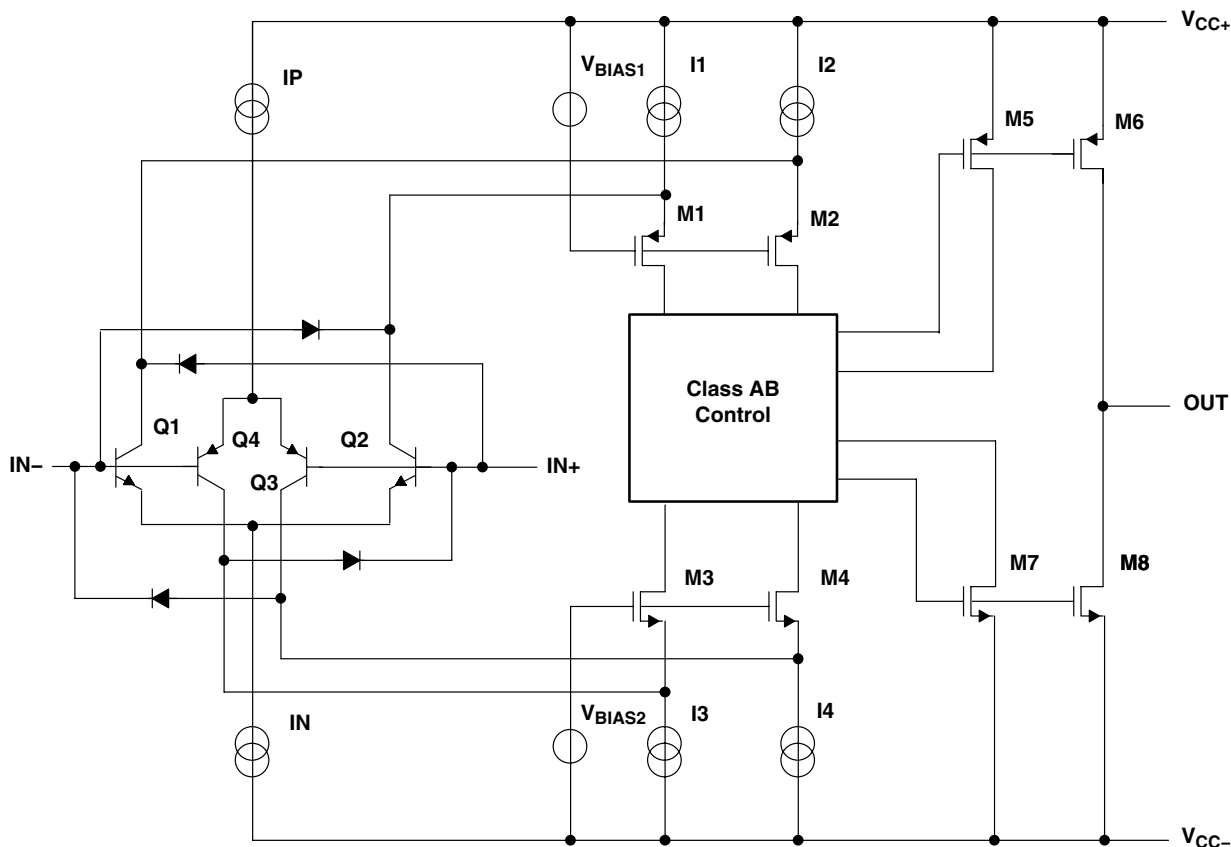 VCC+
IP
VBIAS1
I1
I2
M5
M6
M1
M2
Class AB
Control
OUT
Q1
Q4
Q2
IN−
Q3
IN+
M3
M4
M7
M8
IN
VBIAS2
I3
I4
VCC−